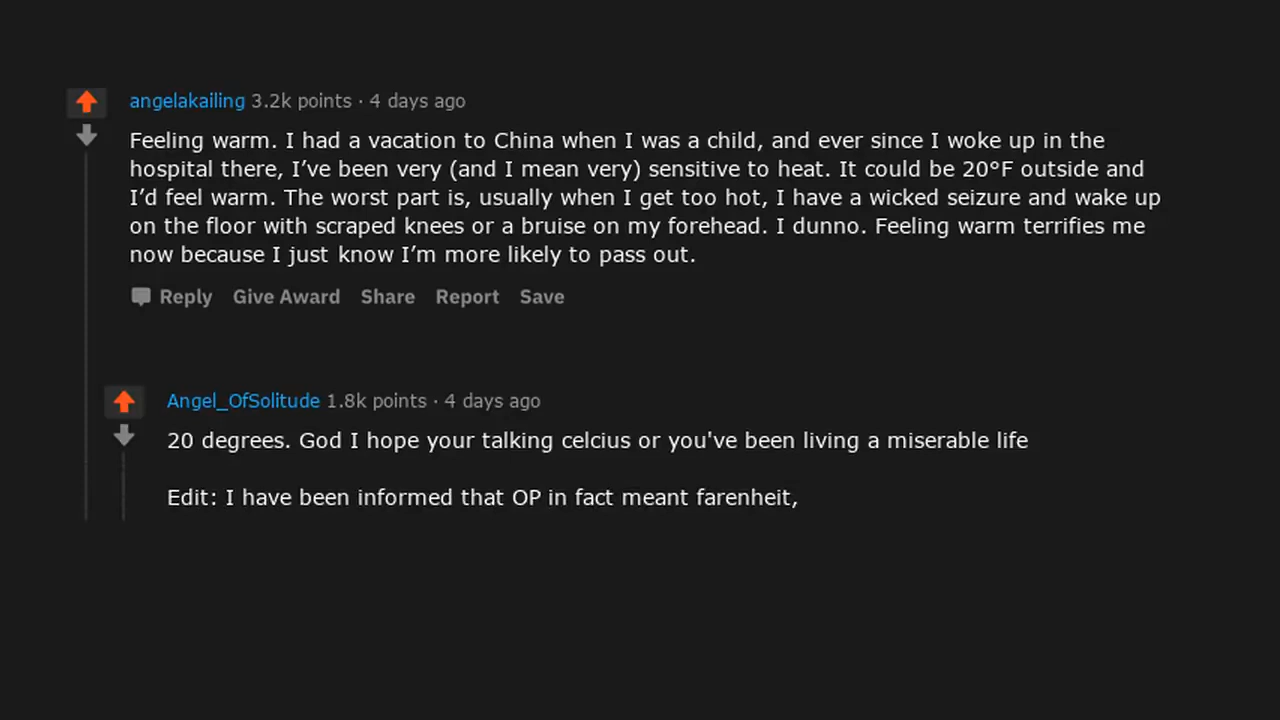 angelakailing 3.2k points · 4 days ago
Feeling warm. I had a vacation to China when I was a child, and ever since I woke up in the
hospital there, I’ve been very (and I mean very) sensitive to heat. It could be 20°F outside and
I’d feel warm. The worst part is, usually when I get too hot, I have a wicked seizure and wake up
on the floor with scraped knees or a bruise on my forehead. I dunno. Feeling warm terrifies me
now because I just know I’m more likely to pass out.
Reply Give Award Share Report Save
Angel_OfSolitude 1.8k points · 4 days ago
20 degrees. God I hope your talking celcius or you've been living a miserable life
Edit: I have been informed that OP in fact meant farenheit,